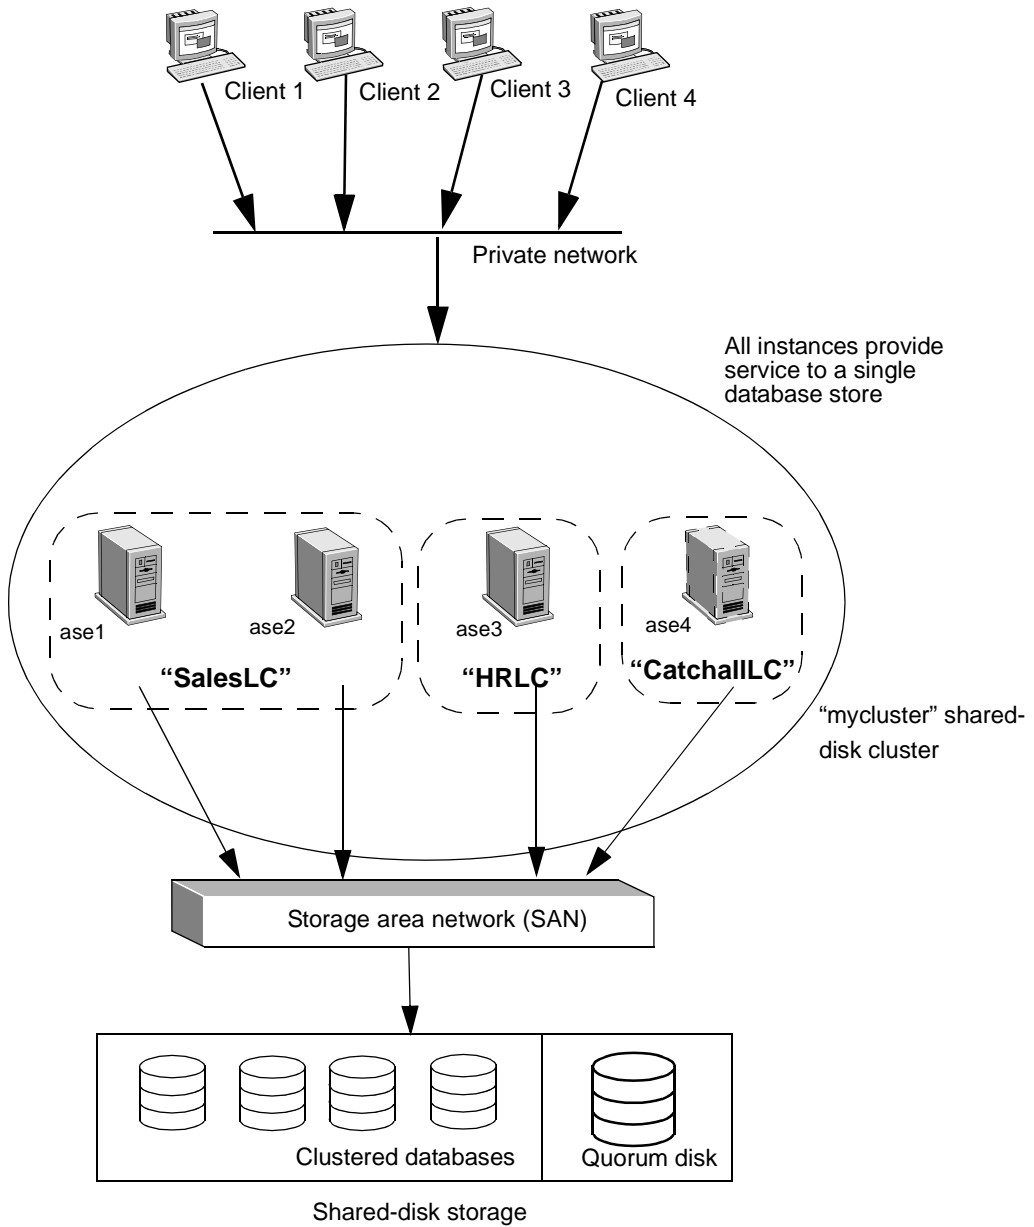 Client 1
Client 2
Client 3
Client 4
Private network
All instances provide
service to a single
database store
ase1
ase2
ase3
ase4
“SalesLC”
“HRLC”
“CatchallLC”
“mycluster” shared-
disk cluster
Storage area network (SAN)
Clustered databases
Quorum disk
Shared-disk storage